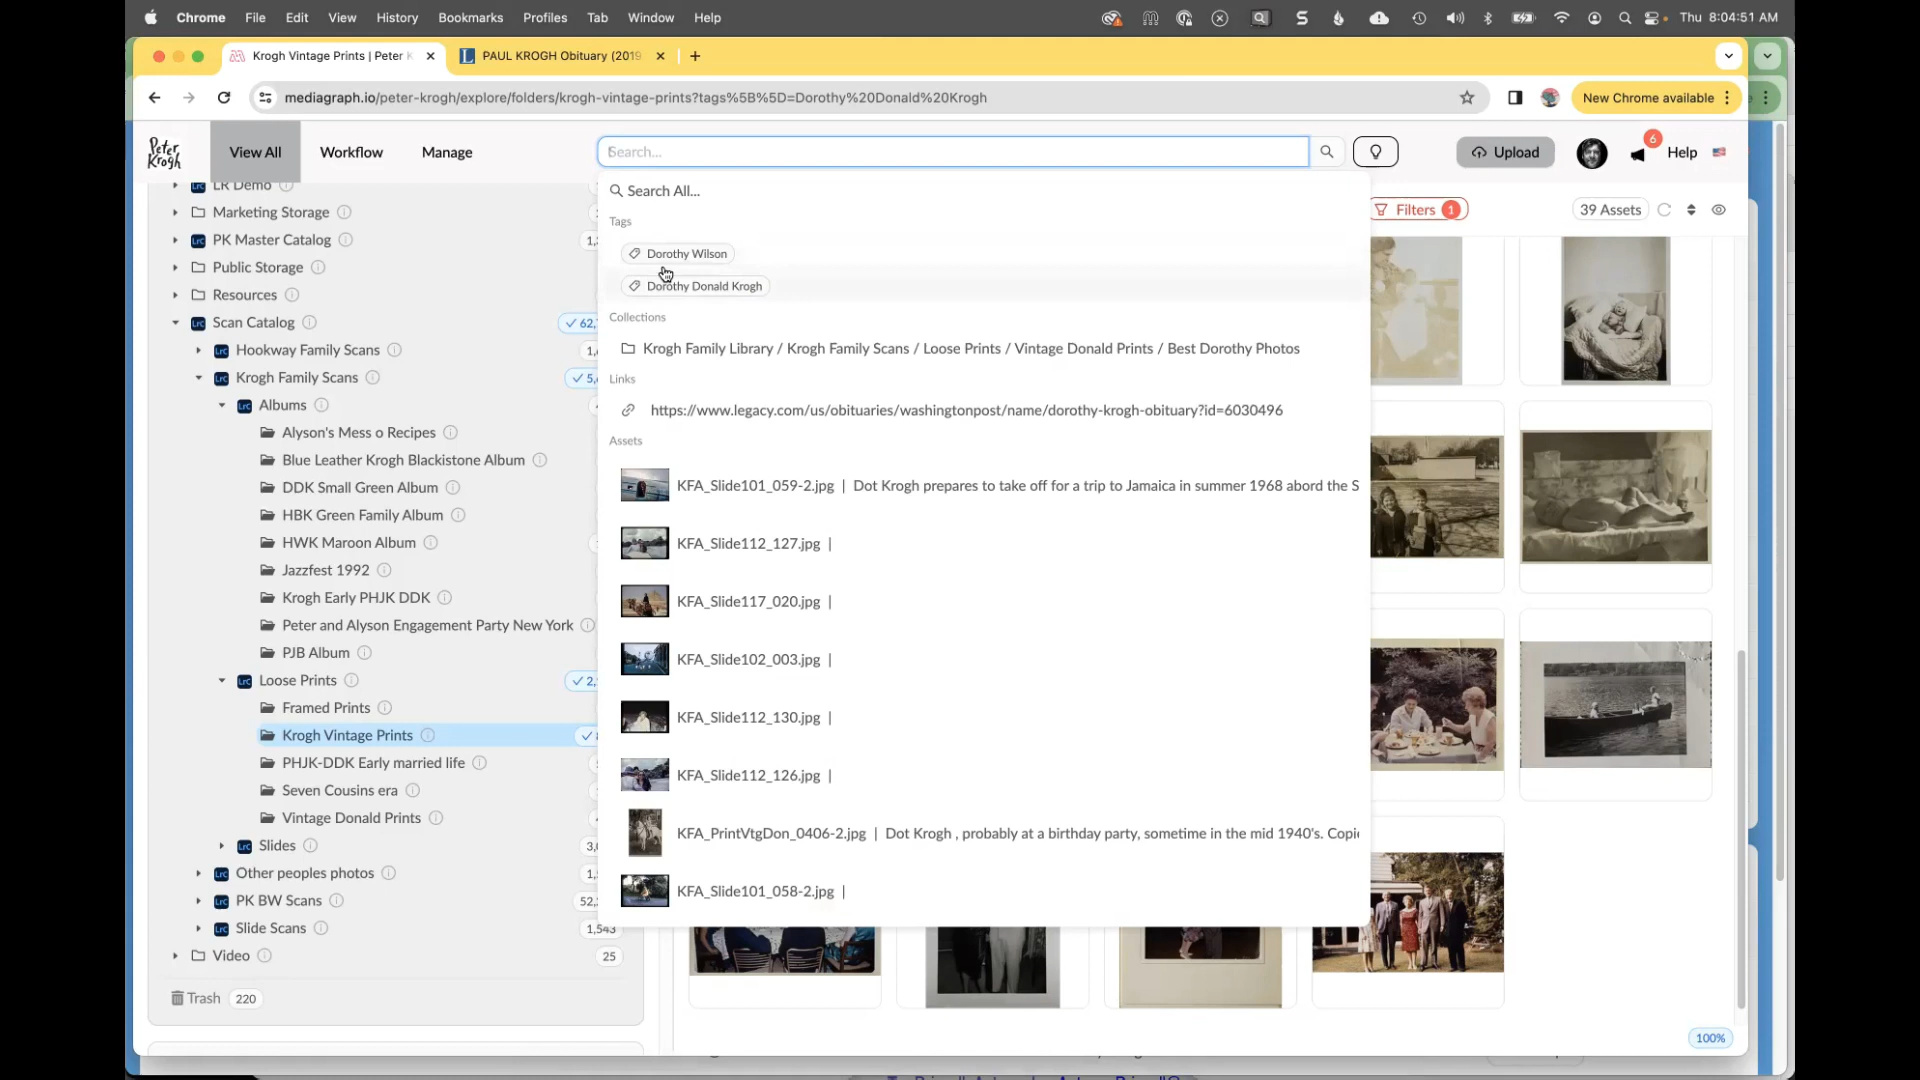 Chrome File Edit View History Bookmarks Profiles Tab Window Help Thu 8:04:51 AM
Krogh Vintage Prints | Peter K PAUL KROGH Obituary (2019
mediagraph.io/peter-krogh/explore/folders/krogh-vintage-prints?tags%5B%5D=Dorothy%20Donald%20Krogh New Chrome available
Peter Krogh View All Workflow Manage Search... Upload 6 Help
LR Demo
Marketing Storage
PK Master Catalog
Public Storage
Resources
Scan Catalog 62,
Hookway Family Scans
Krogh Family Scans
Albums
Alyson's Mess o Recipes
Blue Leather Krogh Blackistone Album
DDK Small Green Album
HBK Green Family Album
HWK Maroon Album
Jazzfest 1992
Krogh Early PHJK DDK
Peter and Alyson Engagement Party New York
PJB Album
Loose Prints 2,
Framed Prints
Krogh Vintage Prints
PHJK-DDK Early married life
Seven Cousins era
Vintage Donald Prints
Slides
Other peoples photos
PK BW Scans 52,
Slide Scans 1,543
Video 25
Trash 220
Search All...
Tags
Dorothy Wilson
Dorothy Donald Krogh
Collections
Krogh Family Library / Krogh Family Scans / Loose Prints / Vintage Donald Prints / Best Dorothy Photos
Links
https://www.legacy.com/us/obituaries/washingtonpost/name/dorothy-krogh-obituary?id=6030496
Assets
KFA_Slide101_059-2.jpg | Dot Krogh prepares to take off for a trip to Jamaica in summer 1968 abord the S
KFA_Slide112_127.jpg |
KFA_Slide117_020.jpg |
KFA_Slide102_003.jpg |
KFA_Slide112_130.jpg |
KFA_Slide112_126.jpg |
KFA_PrintVtgDon_0406-2.jpg | Dot Krogh , probably at a birthday party, sometime in the mid 1940's. Copi
KFA_Slide101_058-2.jpg |
Filters 1 39 Assets
100%